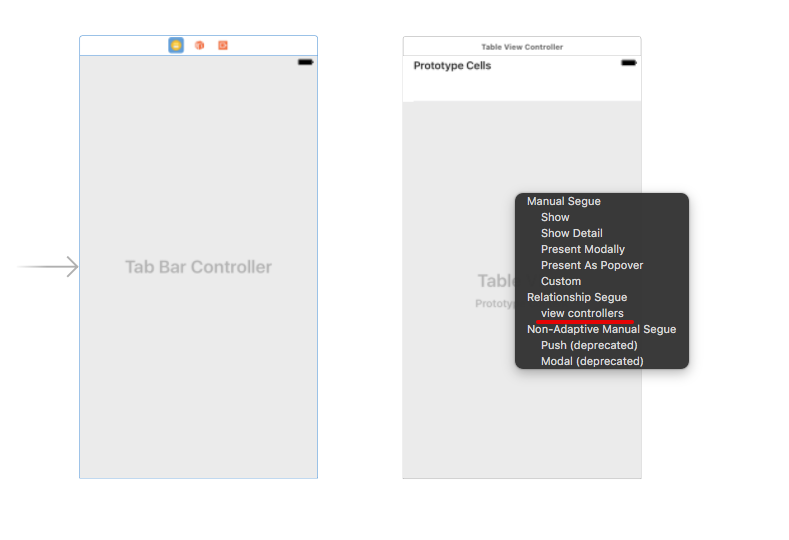 Table View Controller
Prototype Cells
Tab Bar Controller
Table
Prototyp
Manual Segue
Show
Show Detail
Present Modally
Present As Popover
Custom
Relationship Segue
view controllers
Non-Adaptive Manual Segue
Push (deprecated)
Modal (deprecated)